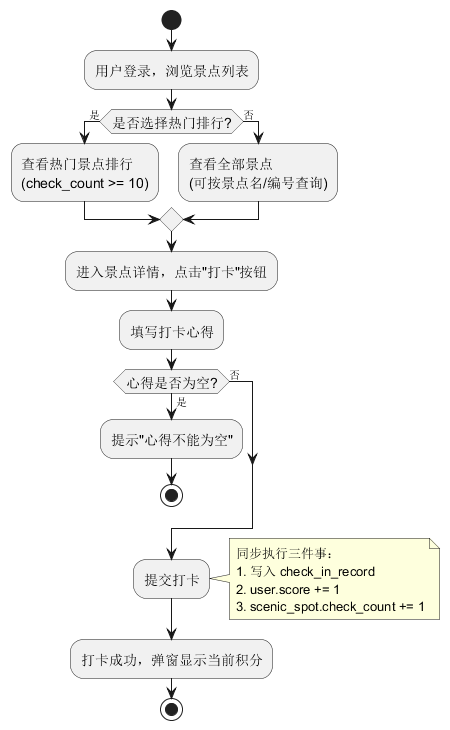 用户登录，浏览景点列表
是
是否选择热门排行?
否
查看热门景点排行
(check_count >= 10)
查看全部景点
(可按景点名/编号查询)
进入景点详情，点击"打卡"按钮
填写打卡心得
心得是否为空?
否
是
提示"心得不能为空"
同步执行三件事：
1. 写入 check_in_record
2. user.score += 1
3. scenic_spot.check_count += 1
提交打卡
打卡成功，弹窗显示当前积分